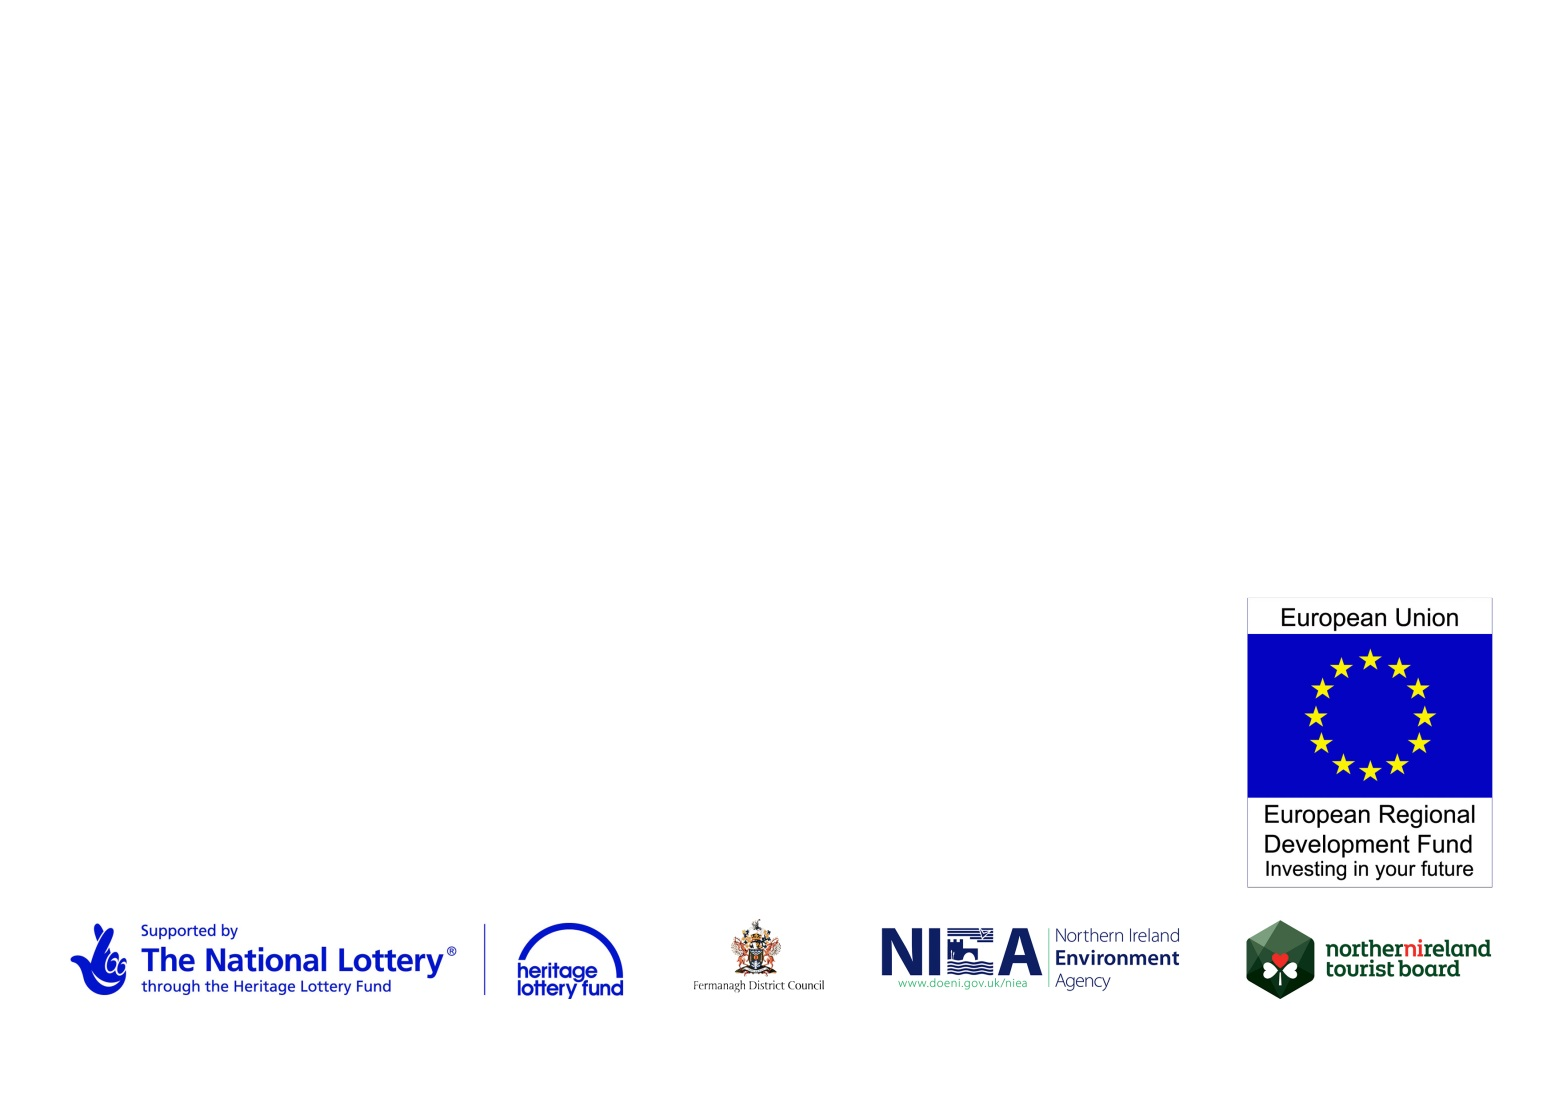 European Union
European Regional
Development Fund
Investing in your future
Supported by
The National Lottery®
through the Heritage Lottery Fund
heritage
lottery fund
Fermanagh District Council
NIEA
www.doeni.gov.uk/niea
Northern Ireland
Environment
Agency
northernireland
tourist board